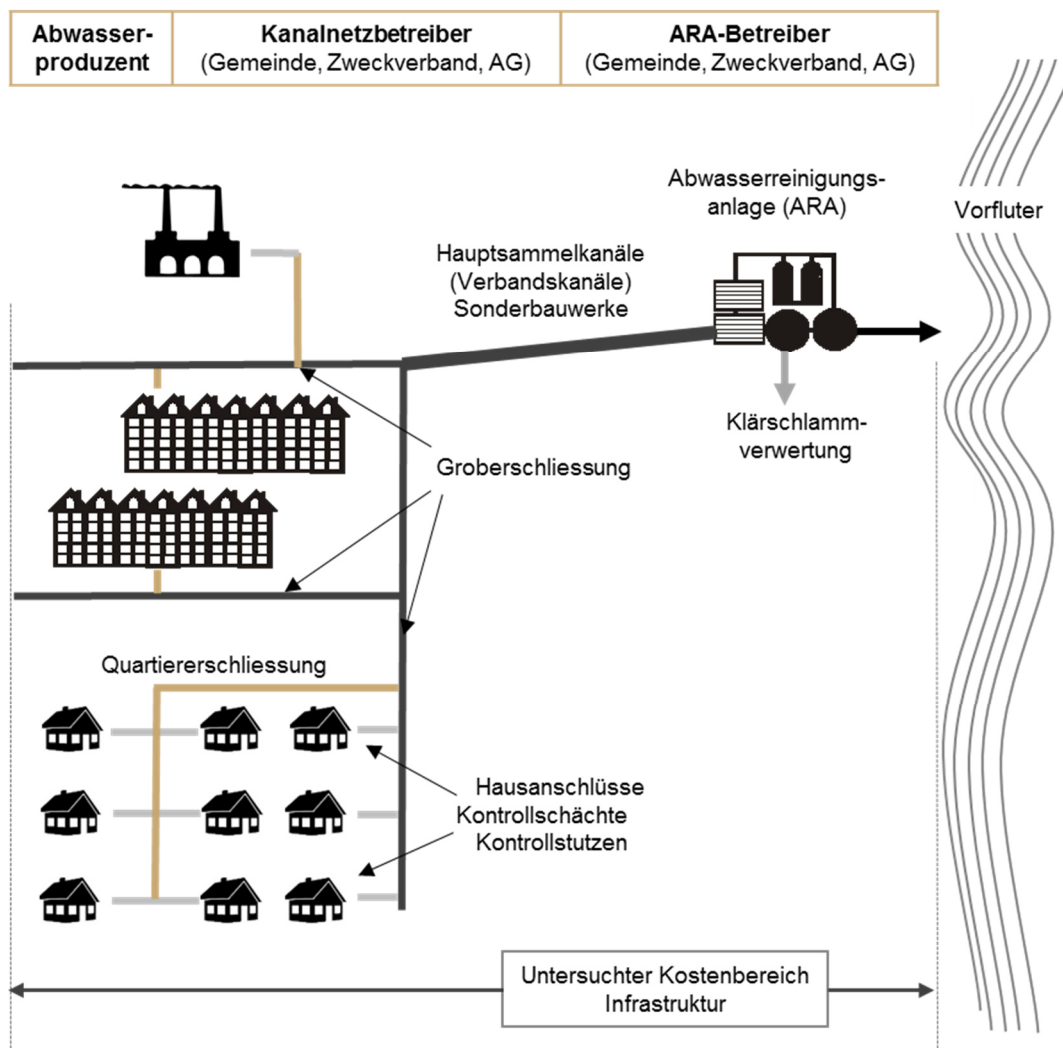 Abwasser-
produzent
Kanalnetzbetreiber
(Gemeinde, Zweckverband, AG)
ARA-Betreiber
(Gemeinde, Zweckverband, AG)
Abwasserreinigungs-
anlage (ARA)
Vorfluter
Hauptsammelkanäle
(Verbandskanäle)
Sonderbauwerke
Klärschlamm-
verwertung
Groberschliessung
Quartiererschliessung
Hausanschlüsse
Kontrollschächte
Kontrollstutzen
Untersuchter Kostenbereich
Infrastruktur